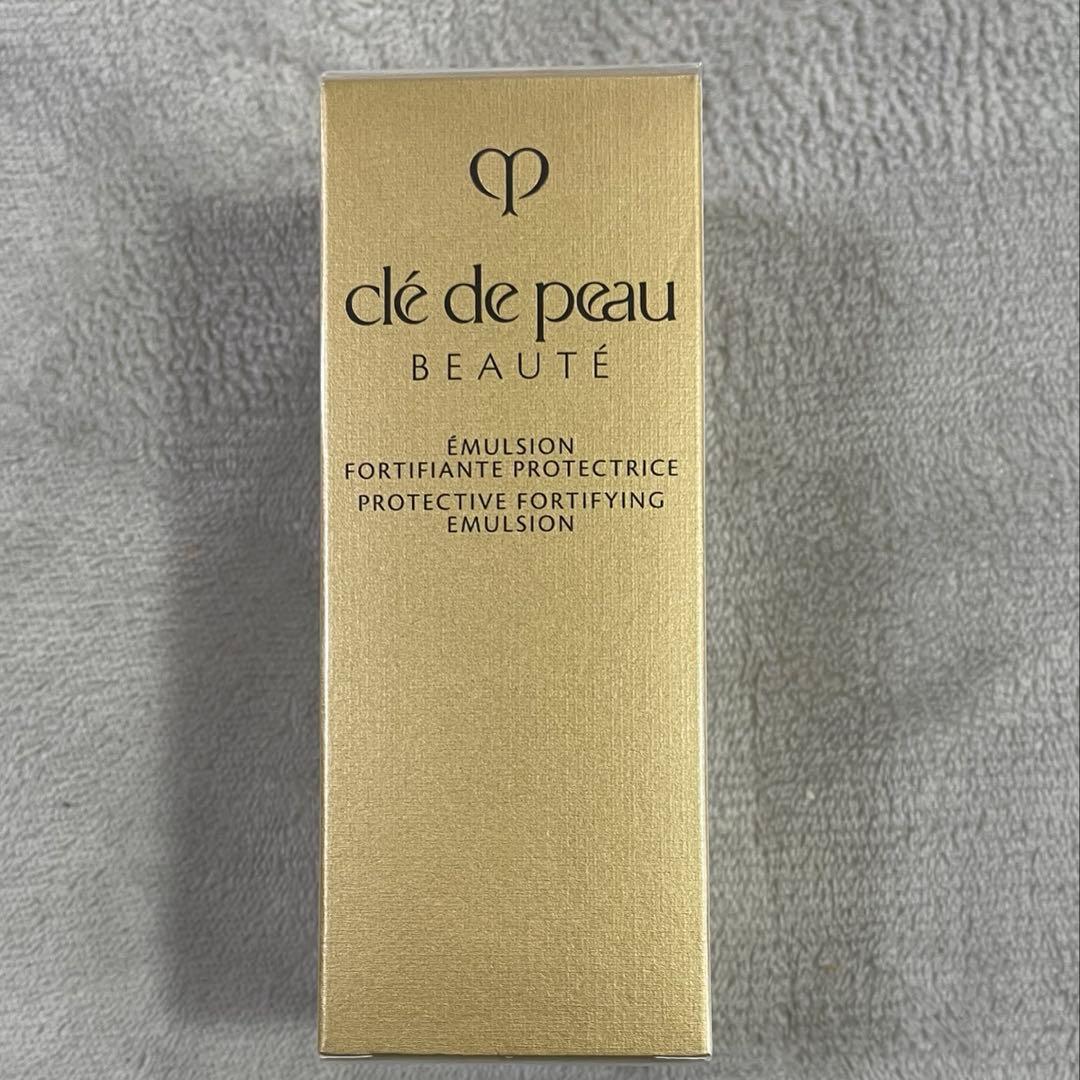 clé de peau
BEAUTÉ
ÉMULSION
FORTIFIANTE PROTECTRICE
PROTECTIVE FORTIFYING
EMULSION